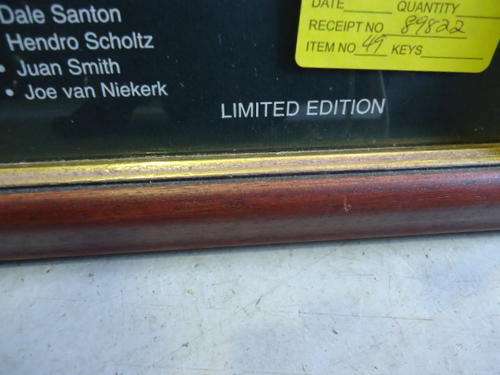 Dale Santon
Hendro Scholtz
• Juan Smith
• Joe van Niekerk
LIMITED EDITION
DATE____ QUANTITY
RECEIPT NO 89822
ITEM NO 49 KEYS